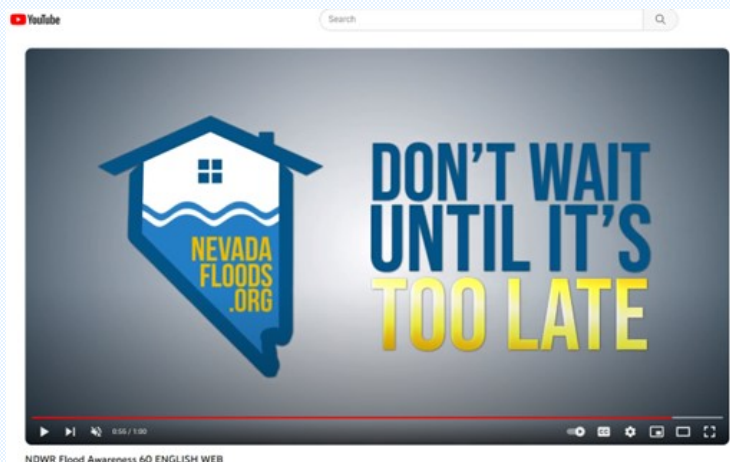 YouTube
Search
DON'T WAIT
UNTIL IT'S
TOO LATE
NEVADA
FLOODS
.ORG
0:55 / 1:00
CC
NDWR Flood Awareness 60 ENGLISH WEB